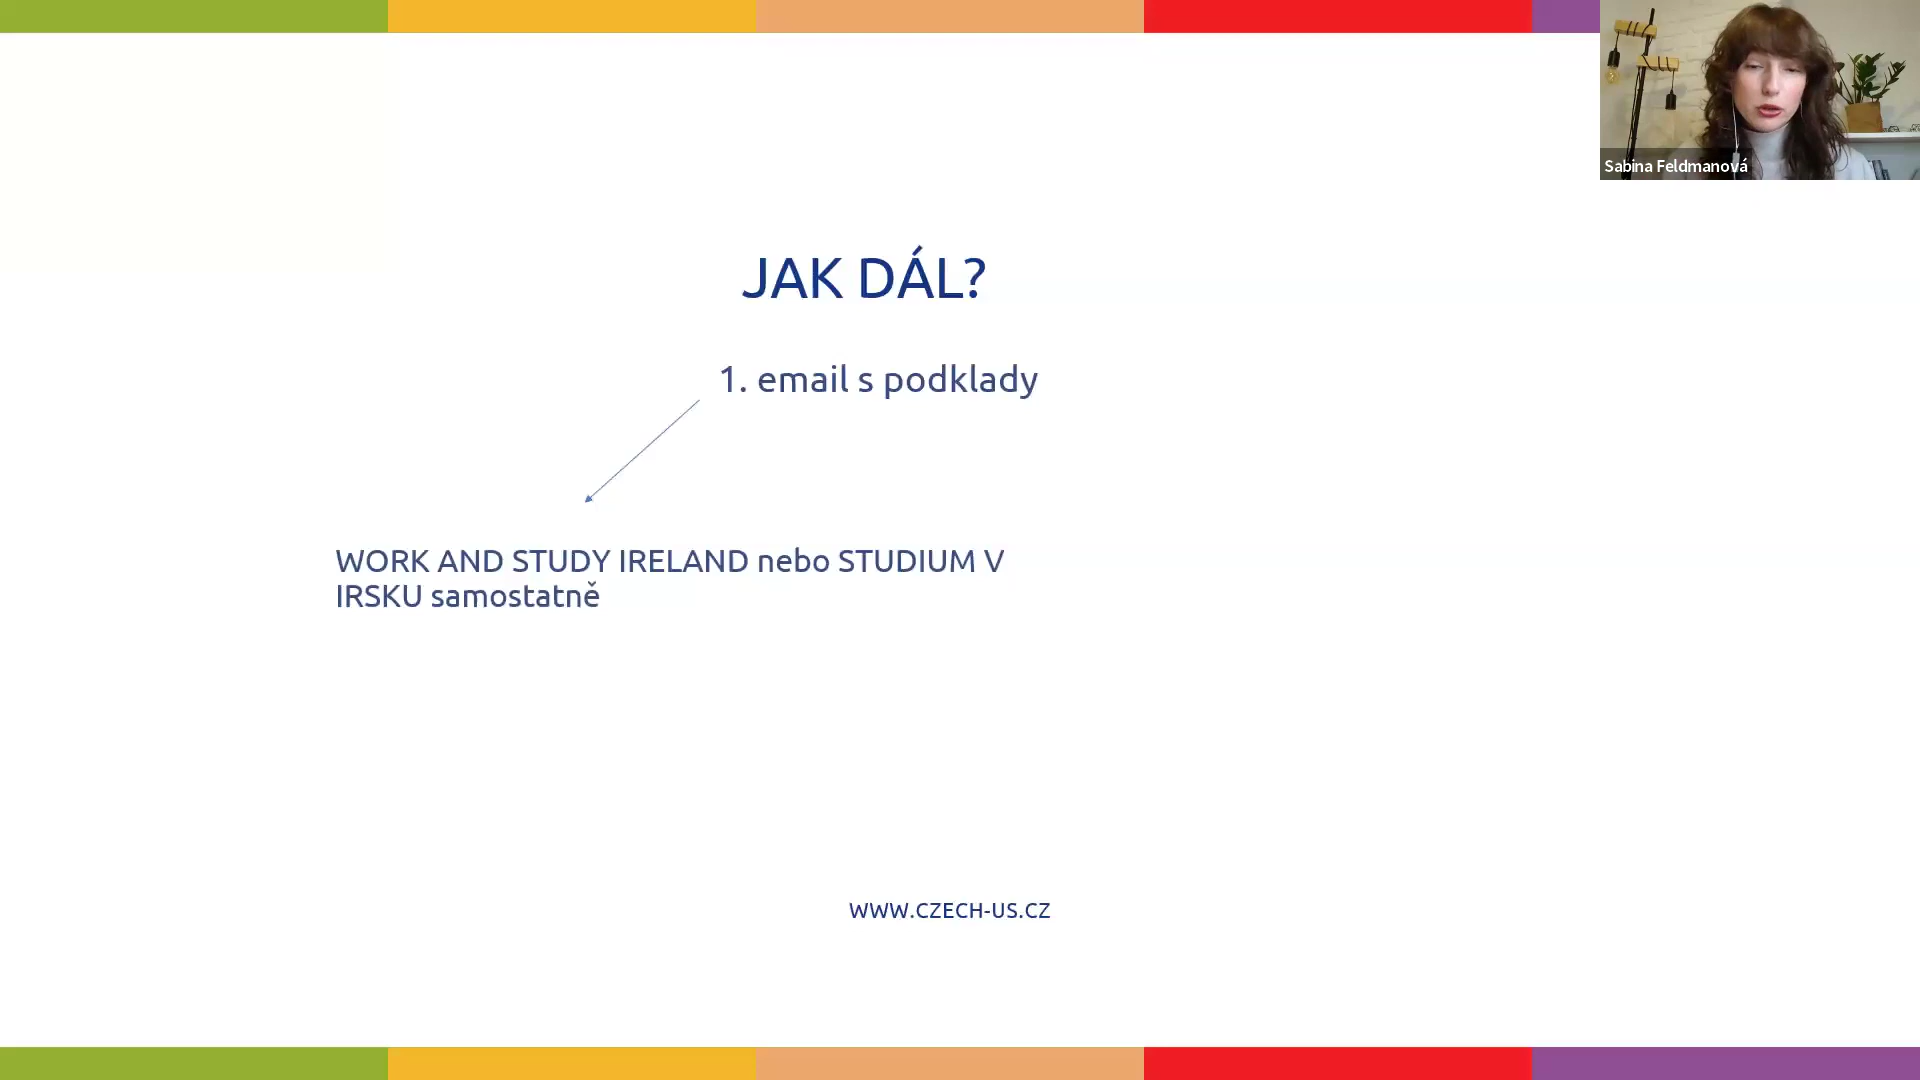 Sabina Feldmanová
JAK DÁL?
1. email s podklady
WORK AND STUDY IRELAND nebo STUDIUM V
IRSKU samostatně
WWW.CZECH-US.CZ